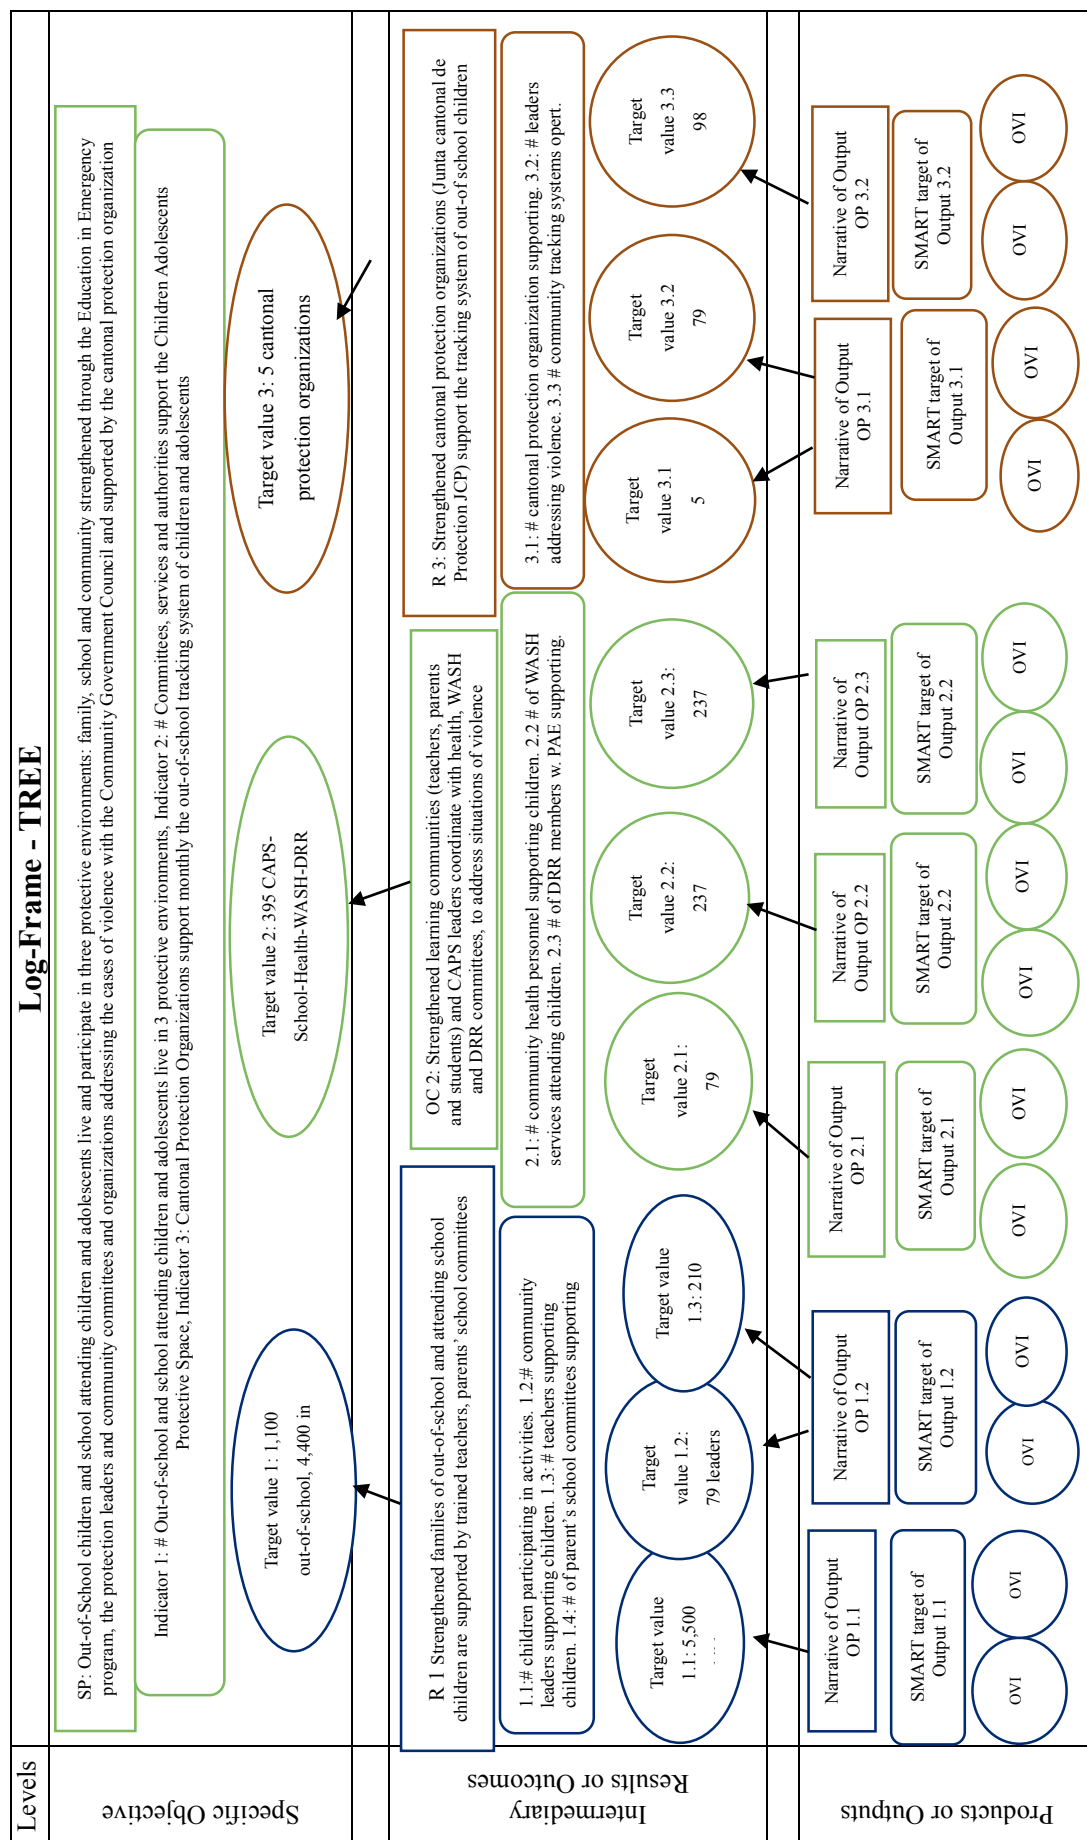 Log-Frame - TREE
Levels
Specific Objective
SP: Out-of-School children and school attending children and adolescents live and participate in three protective environments: family, school and community strengthened through the Education in Emergency
program, the protection leaders and community committees and organizations addressing the cases of violence with the Community Government Council and supported by the cantonal protection organization
Indicator 1: # Out-of-school and school attending children and adolescents live in 3 protective environments, Indicator 2: # Committees, services and authorities support the Children Adolescents
Protective Space, Indicator 3: Cantonal Protection Organizations support monthly the out-of-school tracking system of children and adolescents
Target value 1: 1,100
out-of-school, 4,400 in
Target value 2: 395 CAPS-
School-Health-WASH-DRR
Target value 3: 5 cantonal
protection organizations
Intermediary
Results or Outcomes
R 1 Strengthened families of out-of-school and attending school
children are supported by trained teachers, parents' school committees
OC 2: Strengthened learning communities (teachers, parents
and students) and CAPS leaders coordinate with health, WASH
and DRR committees, to address situations of violence
R 3: Strengthened cantonal protection organizations (Junta cantonal de
Protection JCP) support the tracking system of out-of school children
1.1:# children participating in activities. 1.2:# community
leaders supporting children. 1.3: # teachers supporting
children. 1.4: # of parent's school committees supporting
2.1: # community health personnel supporting children. 2.2 # of WASH
services attending children. 2.3 # of DRR members w. PAE supporting.
3.1: # cantonal protection organization supporting. 3.2: # leaders
addressing violence. 3.3 # community tracking systems opert.
Target value
1.1: 5,500
Target
value 1.2:
79 leaders
Target value
1.3: 210
Target
value 2.1:
79
Target
value 2.2:
237
Target
value 2.3:
237
Target
value 3.1
5
Target
value 3.2
79
Target
value 3.3
98
Products or Outputs
Narrative of Output
OP 1.1
Narrative of Output
OP 1.2
Narrative of Output
OP 2.1
Narrative of
Output OP 2.2
Narrative of
Output OP 2.3
Narrative of Output
OP 3.1
Narrative of Output
OP 3.2
SMART target of
Output 1.1
SMART target of
Output 1.2
SMART target of
Output 2.1
SMART target of
Output 2.2
SMART target of
Output 2.2
SMART target of
Output 3.1
SMART target of
Output 3.2
OVI
OVI
OVI
OVI
OVI
OVI
OVI
OVI
OVI
OVI
OVI
OVI
OVI
OVI